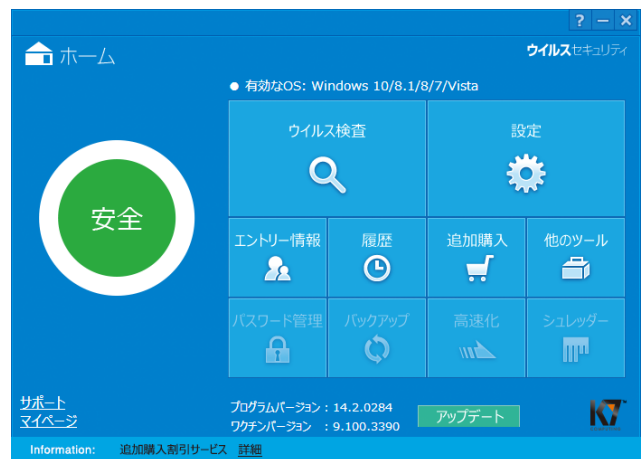 ? − ×
ホーム
ウイルスセキュリティ
● 有効なOS: Windows 10/8.1/8/7/Vista
ウイルス検査
設定
安全
エントリー情報
履歴
追加購入
他のツール
パスワード管理
バックアップ
高速化
シュレッダー
サポート
マイページ
プログラムバージョン : 14.2.0284
ワクチンバージョン : 9.100.3390
アップデート
K7
Information: 追加購入割引サービス 詳細